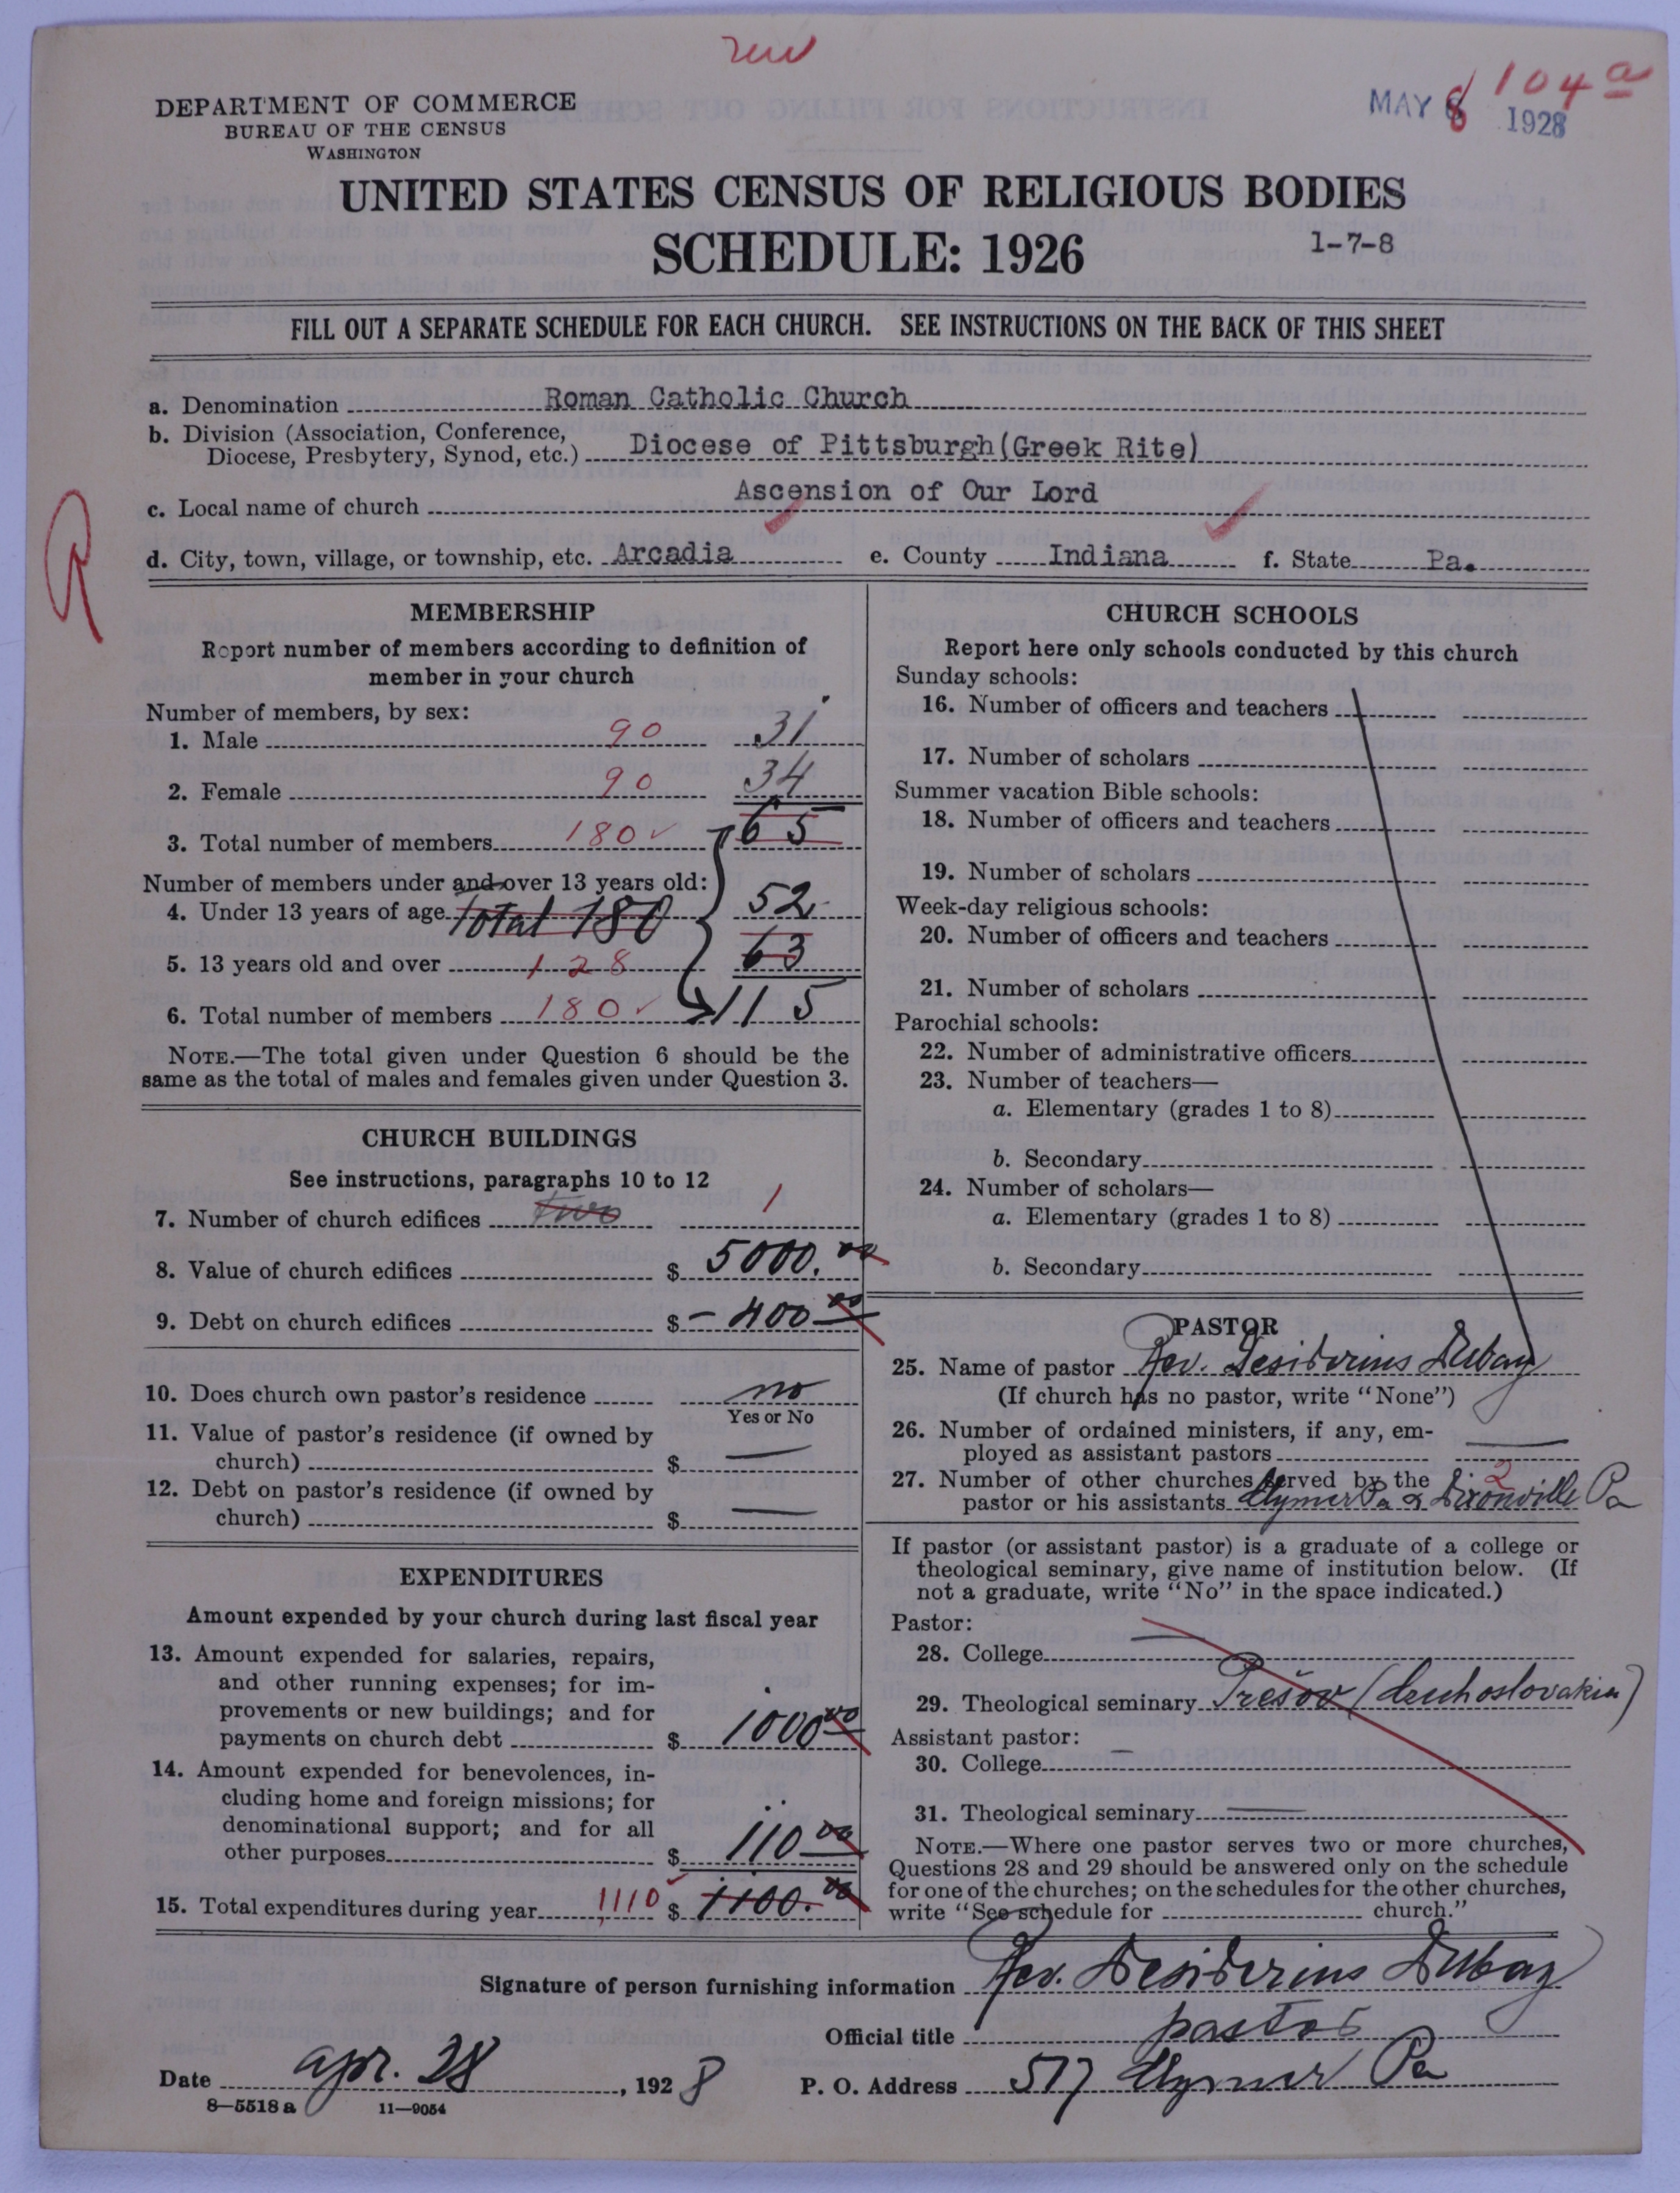 rew
104 a
MAY 8 1928
DEPARTMENT OF COMMERCE
BUREAU OF THE CENSUS
WASHINGTON
UNITED STATES CENSUS OF RELIGIOUS BODIES
SCHEDULE: 1926
1-7-8
FILL OUT A SEPARATE SCHEDULE FOR EACH CHURCH. SEE INSTRUCTIONS ON THE BACK OF THIS SHEET
a. Denomination Roman Catholic Church
b. Division (Association, Conference,
Diocese, Presbytery, Synod, etc.) Diocese of Pittsburgh(Greek Rite)
c. Local name of church Ascension of Our Lord
d. City, town, village, or township, etc. Arcadia e. County Indiana f. State Pa.
MEMBERSHIP
Report number of members according to definition of
member in your church
Number of members, by sex:
1. Male 90 31
2. Female 90 34
3. Total number of members 180 65
Number of members under and over 13 years old:
4. Under 13 years of age Total 180 52
5. 13 years old and over 128 63
6. Total number of members 180 115
NOTE.—The total given under Question 6 should be the
same as the total of males and females given under Question 3.
CHURCH BUILDINGS
See instructions, paragraphs 10 to 12
7. Number of church edifices two 1
8. Value of church edifices $ 5000.00
9. Debt on church edifices $ - 400 00
10. Does church own pastor's residence no
Yes or No
11. Value of pastor's residence (if owned by
church) $ —
12. Debt on pastor's residence (if owned by
church) $ —
EXPENDITURES
Amount expended by your church during last fiscal year
13. Amount expended for salaries, repairs,
and other running expenses; for im-
provements or new buildings; and for
payments on church debt $ 1000 00
14. Amount expended for benevolences, in-
cluding home and foreign missions; for
denominational support; and for all
other purposes $ 110 00
15. Total expenditures during year 1110 $ 1100.00
CHURCH SCHOOLS
Report here only schools conducted by this church
Sunday schools:
16. Number of officers and teachers
17. Number of scholars
Summer vacation Bible schools:
18. Number of officers and teachers
19. Number of scholars
Week-day religious schools:
20. Number of officers and teachers
21. Number of scholars
Parochial schools:
22. Number of administrative officers
23. Number of teachers—
a. Elementary (grades 1 to 8)
b. Secondary
24. Number of scholars—
a. Elementary (grades 1 to 8)
b. Secondary
PASTOR
25. Name of pastor Rev. Desiderius
(If church has no pastor, write "None")
26. Number of ordained ministers, if any, em-
ployed as assistant pastors —
27. Number of other churches served by the 2
pastor or his assistants Clymer Pa & Dixonville Pa
If pastor (or assistant pastor) is a graduate of a college or
theological seminary, give name of institution below. (If
not a graduate, write "No" in the space indicated.)
Pastor:
28. College —
29. Theological seminary Prešov (Czechoslovakia)
Assistant pastor:
30. College —
31. Theological seminary —
NOTE.—Where one pastor serves two or more churches,
Questions 28 and 29 should be answered only on the schedule
for one of the churches; on the schedules for the other churches,
write "See schedule for church."
Signature of person furnishing information Rev. Desiderius
Official title pastor
Date apr. 28, 1928 P. O. Address 517 Clymer Pa
8—5518 a 11—9054